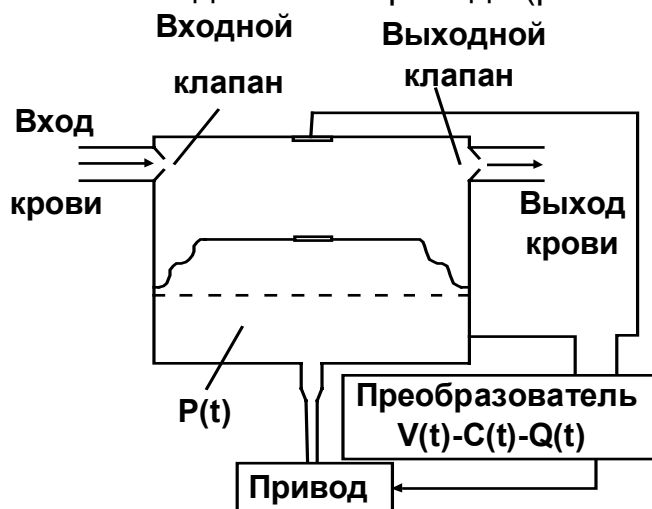 Входной
клапан
Выходной
клапан
Вход
крови
Выход
крови
P(t)
Преобразователь
V(t)-C(t)-Q(t)
Привод